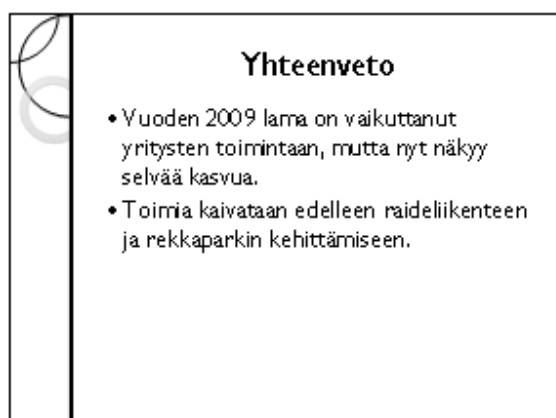 Yhteenveto
• Vuoden 2009 lama on vaikuttanut
yritysten toimintaan, mutta nyt näkyy
selvää kasvua.
• Toimia kaivataan edelleen raideliikenteen
ja rekkaparkin kehittämiseen.